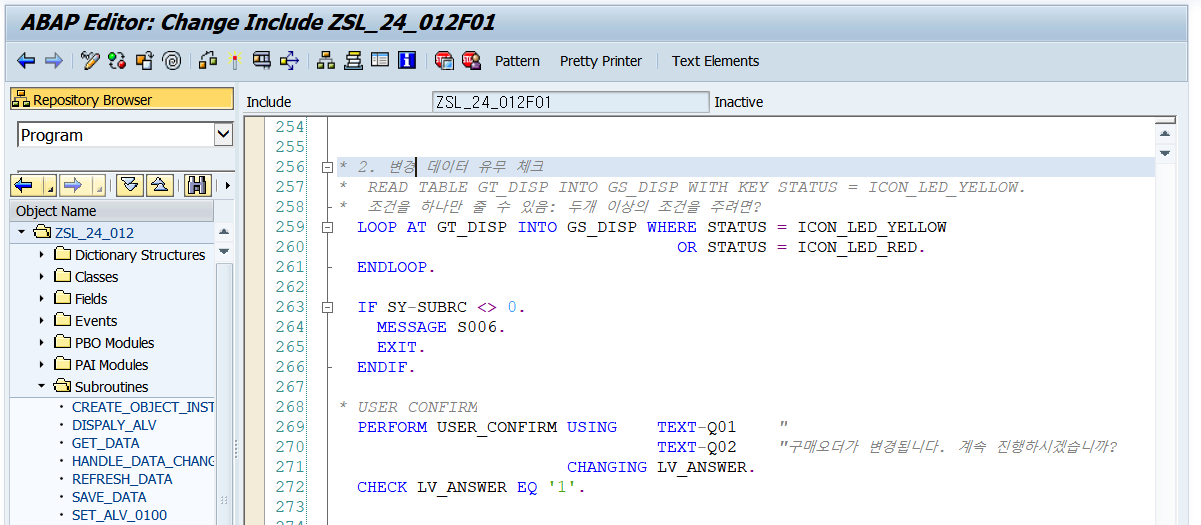 ABAP Editor: Change Include ZSL_24_012F01
Pattern Pretty Printer Text Elements
Repository Browser
Include ZSL_24_012F01 Inactive
Program
Object Name
ZSL_24_012
Dictionary Structures
Classes
Fields
Events
PBO Modules
PAI Modules
Subroutines
CREATE_OBJECT_INST
DISPALY_ALV
GET_DATA
HANDLE_DATA_CHANG
REFRESH_DATA
SAVE_DATA
SET_ALV_0100
254
255
256 * 2. 변경 데이터 유무 체크
257 * READ TABLE GT_DISP INTO GS_DISP WITH KEY STATUS = ICON_LED_YELLOW.
258 * 조건을 하나만 줄 수 있음: 두개 이상의 조건을 주려면?
259 LOOP AT GT_DISP INTO GS_DISP WHERE STATUS = ICON_LED_YELLOW
260 OR STATUS = ICON_LED_RED.
261 ENDLOOP.
262
263 IF SY-SUBRC <> 0.
264 MESSAGE S006.
265 EXIT.
266 ENDIF.
267
268 * USER CONFIRM
269 PERFORM USER_CONFIRM USING TEXT-Q01 "
270 TEXT-Q02 "구매오더가 변경됩니다. 계속 진행하시겠습니까?
271 CHANGING LV_ANSWER.
272 CHECK LV_ANSWER EQ '1'.
273